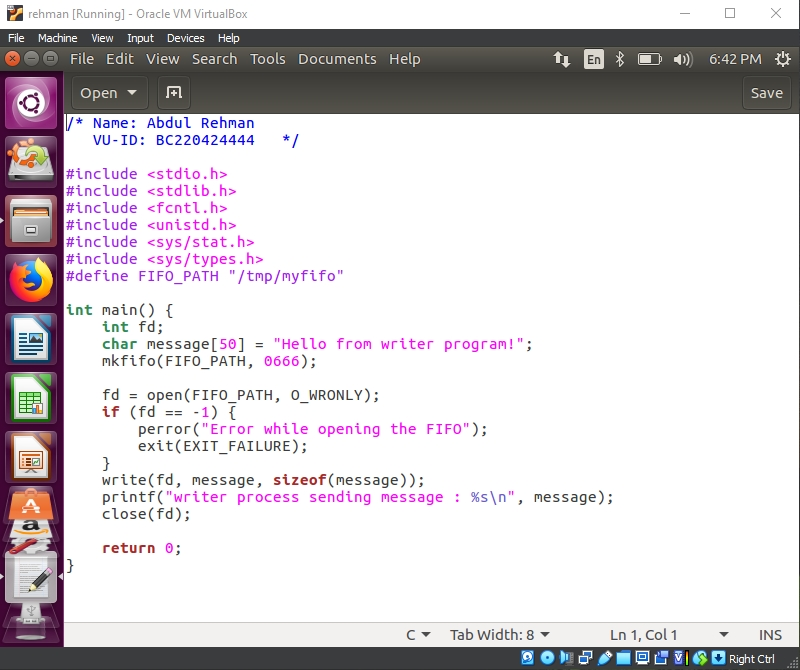 rehman [Running] - Oracle VM VirtualBox
File Machine View Input Devices Help
File Edit View Search Tools Documents Help En 6:42 PM
Open Save
/* Name: Abdul Rehman
   VU-ID: BC220424444   */
#include <stdio.h>
#include <stdlib.h>
#include <fcntl.h>
#include <unistd.h>
#include <sys/stat.h>
#include <sys/types.h>
#define FIFO_PATH "/tmp/myfifo"
int main() {
    int fd;
    char message[50] = "Hello from writer program!";
    mkfifo(FIFO_PATH, 0666);
    fd = open(FIFO_PATH, O_WRONLY);
    if (fd == -1) {
        perror("Error while opening the FIFO");
        exit(EXIT_FAILURE);
    }
    write(fd, message, sizeof(message));
    printf("writer process sending message : %s\n", message);
    close(fd);
    return 0;
}
C Tab Width: 8 Ln 1, Col 1 INS
Right Ctrl